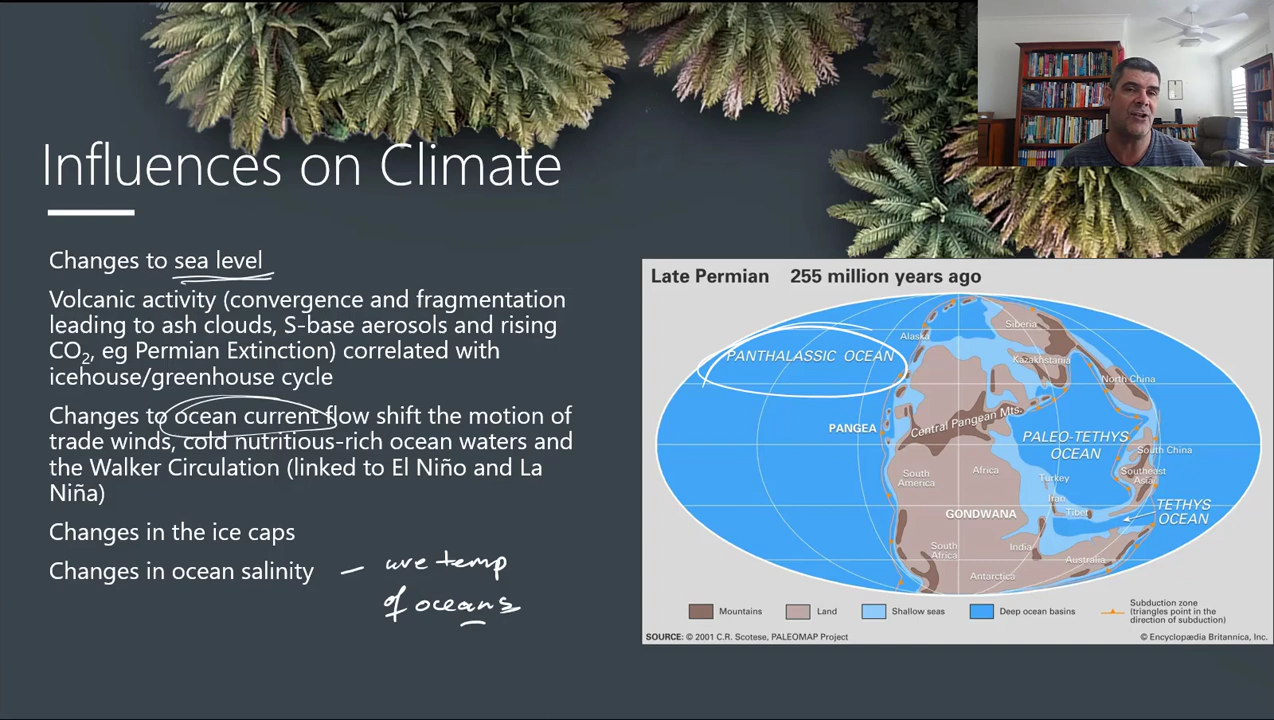 Influences on Climate
Changes to sea level
Volcanic activity (convergence and fragmentation
leading to ash clouds, S-base aerosols and rising
CO₂, eg Permian Extinction) correlated with
icehouse/greenhouse cycle
Changes to ocean current flow shift the motion of
trade winds, cold nutritious-rich ocean waters and
the Walker Circulation (linked to El Niño and La
Niña)
Changes in the ice caps
Changes in ocean salinity – ave temp
of oceans
Late Permian 255 million years ago
Siberia
Alaska
PANTHALASSIC OCEAN
Kazakhstania
North China
Central Pangean Mts.
PANGEA
PALEO-TETHYS
OCEAN
South China
South
America
Africa
Turkey
Southeast
Asia
Iran
TETHYS
OCEAN
GONDWANA
Tibet
South
Africa
India
Australia
Antarctica
Mountains
Land
Shallow seas
Deep ocean basins
Subduction zone
(triangles point in the
direction of subduction)
SOURCE: © 2001 C.R. Scotese, PALEOMAP Project
© Encyclopædia Britannica, Inc.